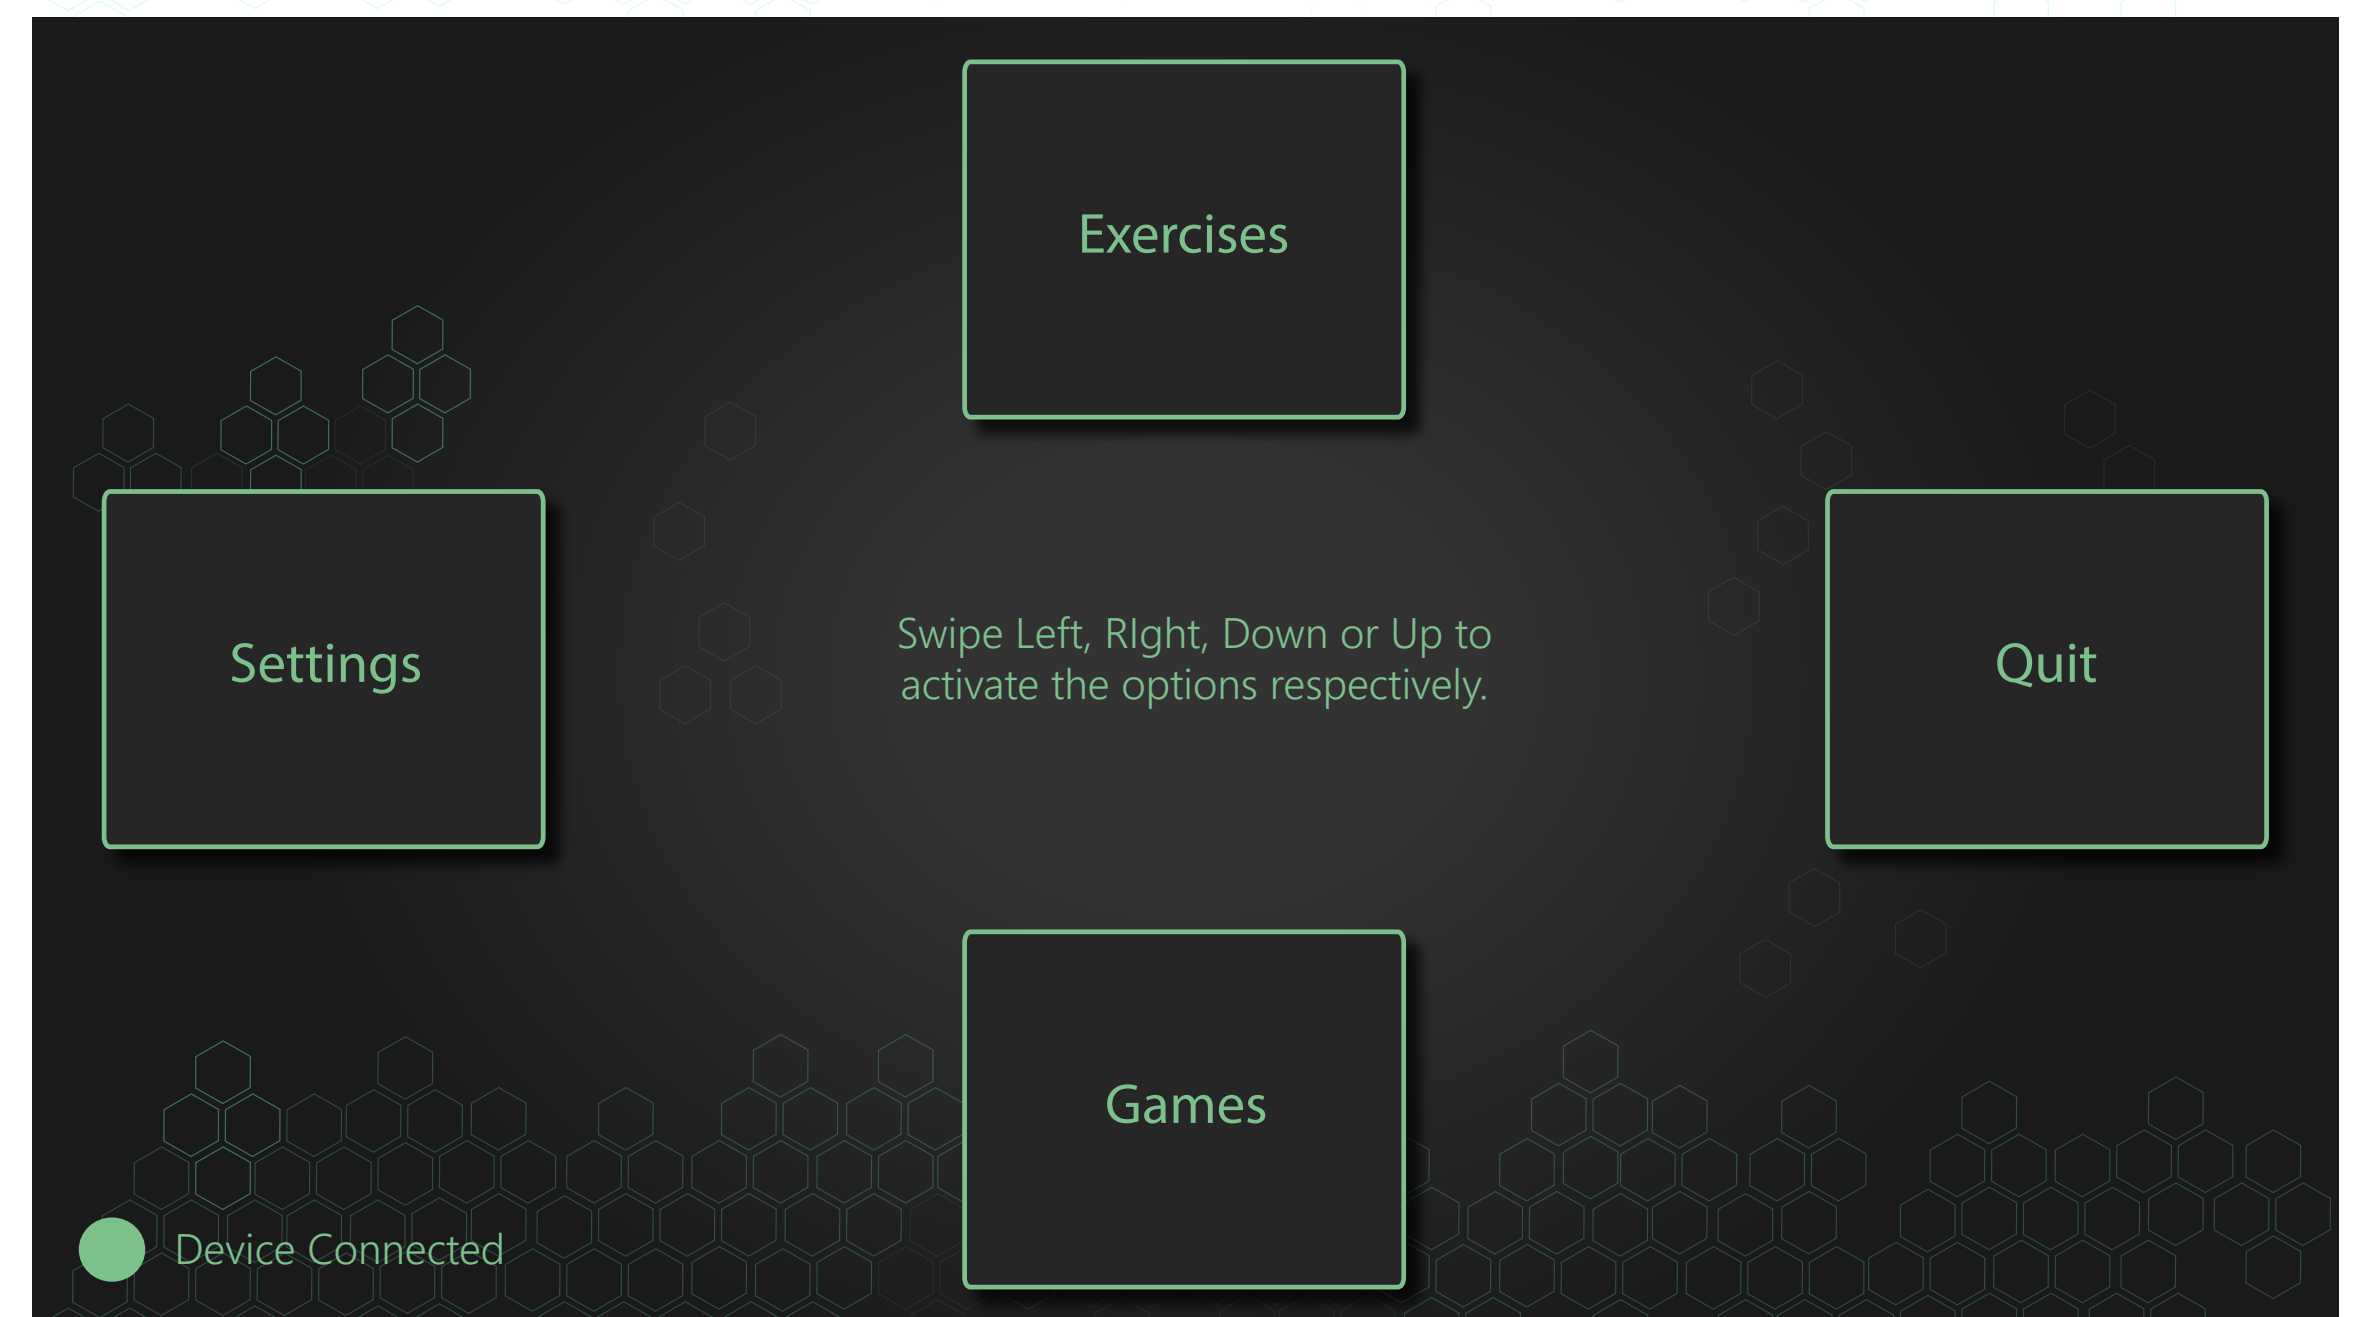 Exercises
Settings
Swipe Left, RIght, Down or Up to
activate the options respectively.
Quit
Games
Device Connected